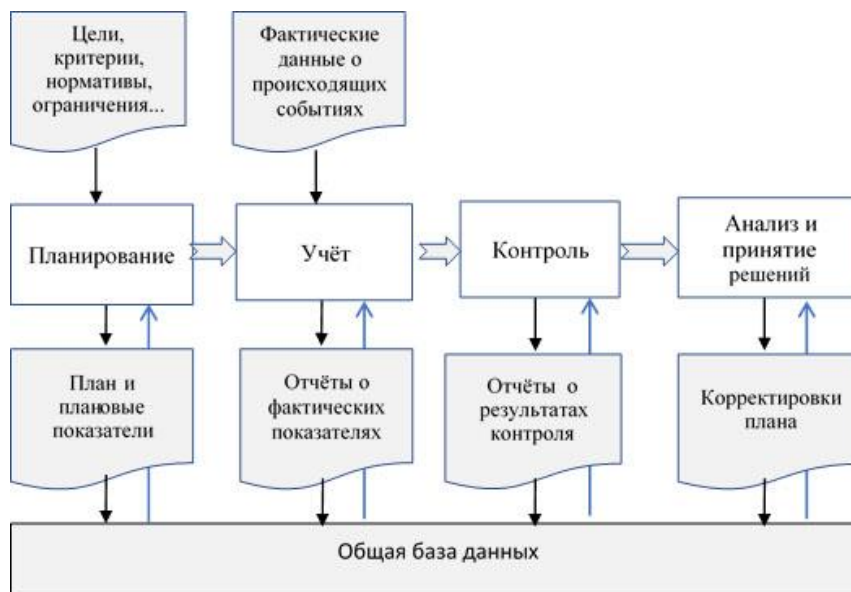 Цели,
критерии,
нормативы,
ограничения...
Фактические
данные о
происходящих
событиях
Планирование
Учёт
Контроль
Анализ и
принятие
решений
План и
плановые
показатели
Отчёты о
фактических
показателях
Отчёты о
результатах
контроля
Корректировки
плана
Общая база данных